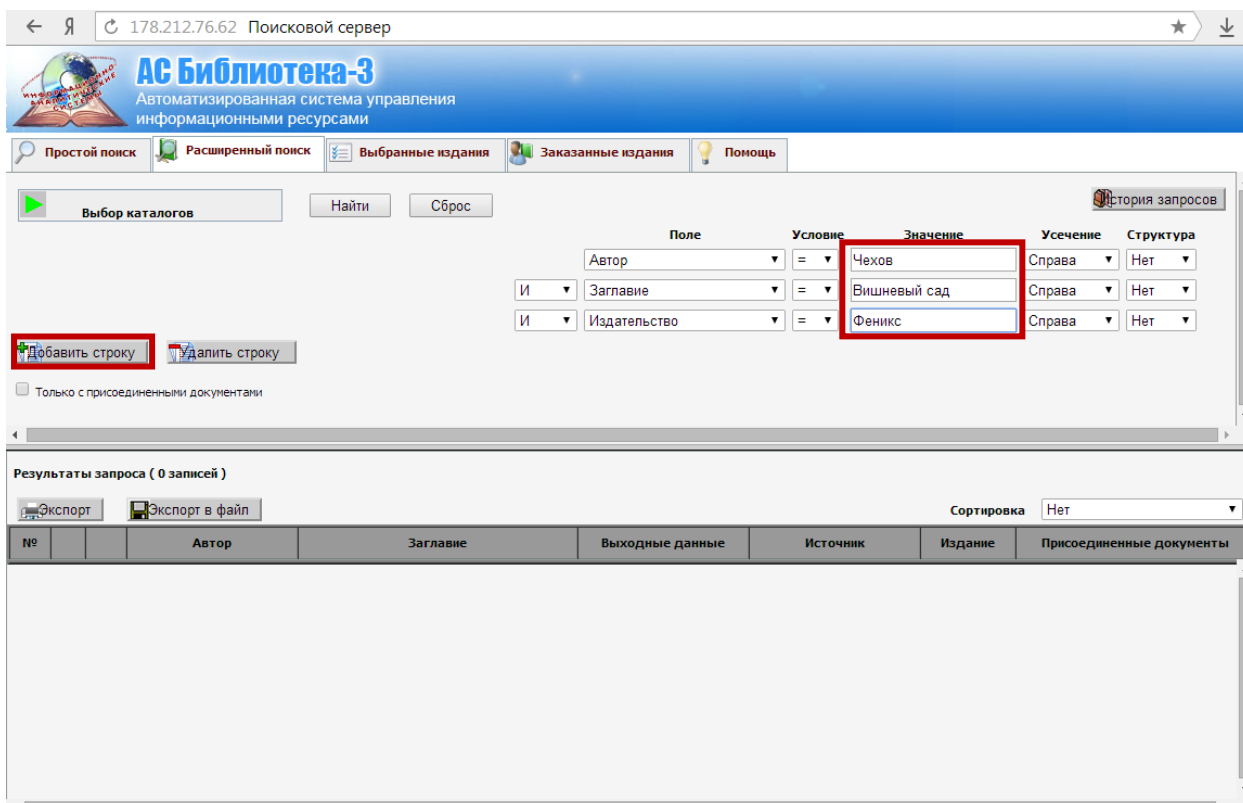 178.212.76.62 Поисковой сервер
ИНФОРМАЦИОННО
АНАЛИТИЧЕСКИЕ
СИСТЕМЫ
АС Библиотека-3
Автоматизированная система управления
информационными ресурсами
Простой поиск Расширенный поиск Выбранные издания Заказанные издания Помощь
Выбор каталогов Найти Сброс История запросов
Поле Условие Значение Усечение Структура
Автор = Чехов Справа Нет
И Заглавие = Вишневый сад Справа Нет
И Издательство = Феникс Справа Нет
Добавить строку Удалить строку
Только с присоединенными документами
Результаты запроса ( 0 записей )
Экспорт Экспорт в файл Сортировка Нет
№ Автор Заглавие Выходные данные Источник Издание Присоединенные документы